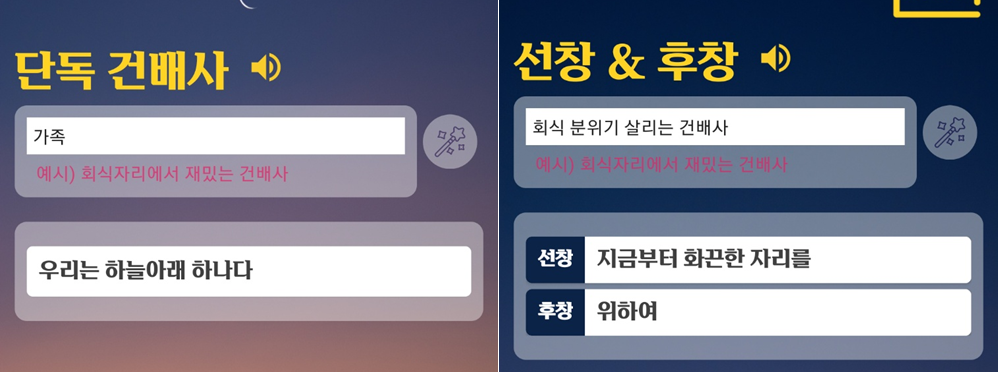 단독 건배사
가족
예시) 회식자리에서 재밌는 건배사
우리는 하늘아래 하나다
선창 & 후창
회식 분위기 살리는 건배사
예시) 회식자리에서 재밌는 건배사
선창 지금부터 화끈한 자리를
후창 위하여